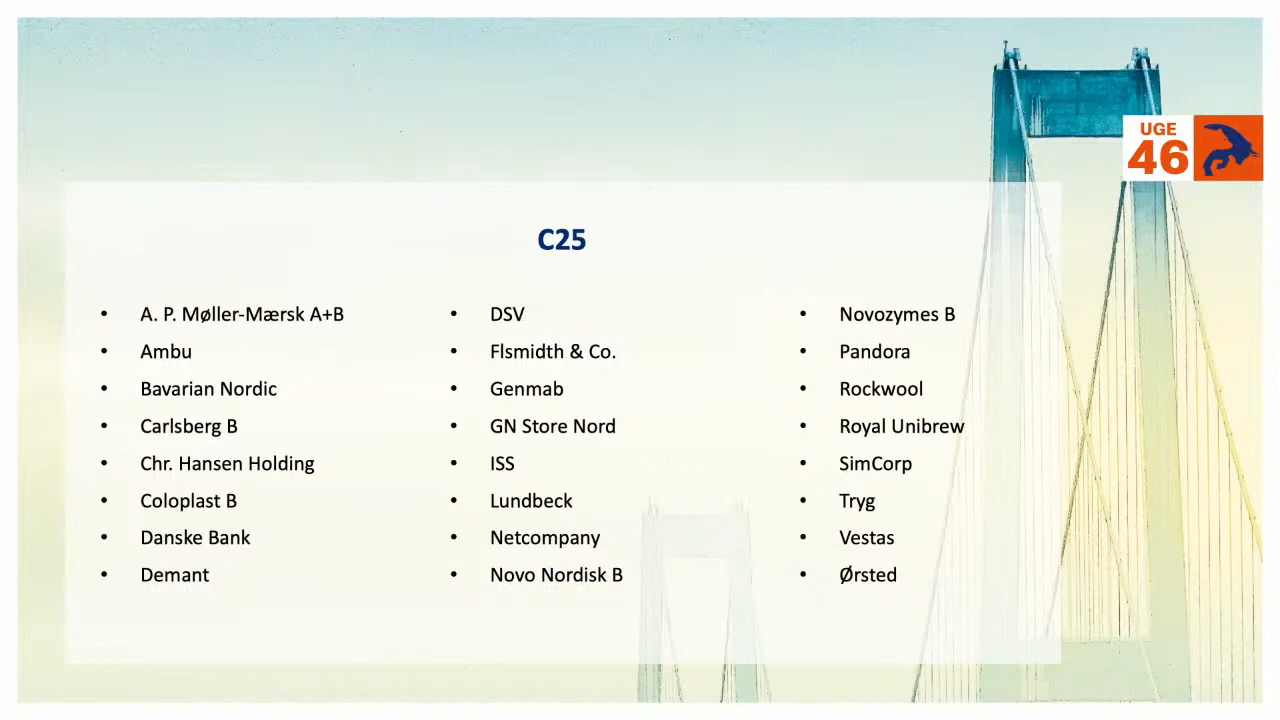 UGE
46
C25
• A. P. Møller-Mærsk A+B
• Ambu
• Bavarian Nordic
• Carlsberg B
• Chr. Hansen Holding
• Coloplast B
• Danske Bank
• Demant
• DSV
• Flsmidth & Co.
• Genmab
• GN Store Nord
• ISS
• Lundbeck
• Netcompany
• Novo Nordisk B
• Novozymes B
• Pandora
• Rockwool
• Royal Unibrew
• SimCorp
• Tryg
• Vestas
• Ørsted